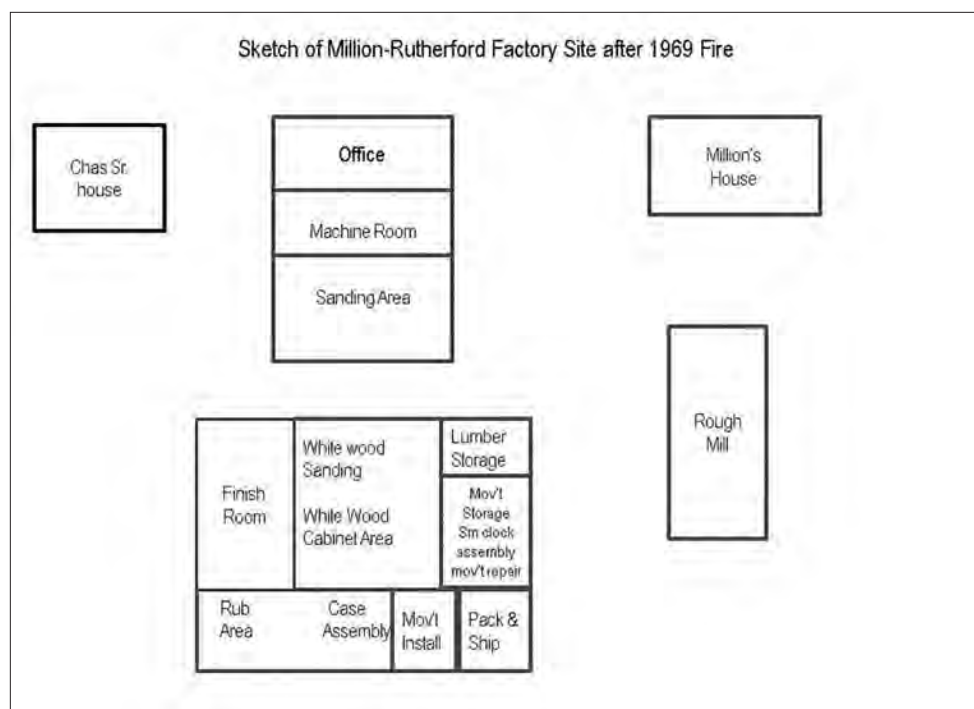 Sketch of Million-Rutherford Factory Site after 1969 Fire
Chas Sr.
house
Office
Machine Room
Sanding Area
Million's
House
Rough
Mill
Finish
Room
White wood
Sanding
White Wood
Cabinet Area
Lumber
Storage
Mov't
Storage
Sm clock
assembly
mov't repair
Rub
Area
Case
Assembly
Mov't
Install
Pack &
Ship